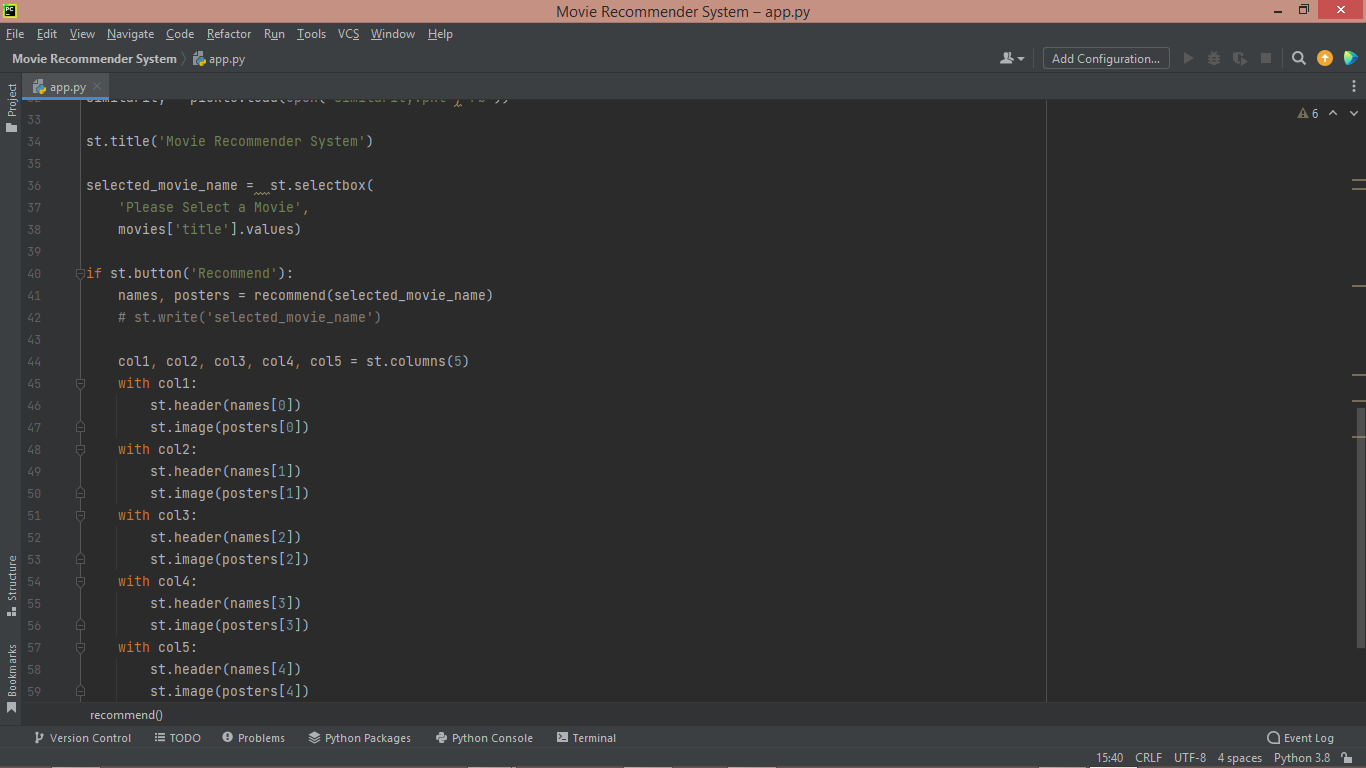 Movie Recommender System – app.py
File Edit View Navigate Code Refactor Run Tools VCS Window Help
Movie Recommender System app.py Add Configuration...
Project
app.py
6
33
34 st.title('Movie Recommender System')
35
36 selected_movie_name =  st.selectbox(
37 'Please Select a Movie',
38 movies['title'].values)
39
40 if st.button('Recommend'):
41 names, posters = recommend(selected_movie_name)
42 # st.write('selected_movie_name')
43
44 col1, col2, col3, col4, col5 = st.columns(5)
45 with col1:
46 st.header(names[0])
47 st.image(posters[0])
48 with col2:
49 st.header(names[1])
50 st.image(posters[1])
51 with col3:
52 st.header(names[2])
53 st.image(posters[2])
54 with col4:
55 st.header(names[3])
56 st.image(posters[3])
57 with col5:
58 st.header(names[4])
59 st.image(posters[4])
Structure
Bookmarks
recommend()
Version Control TODO Problems Python Packages Python Console Terminal Event Log
15:40 CRLF UTF-8 4 spaces Python 3.8